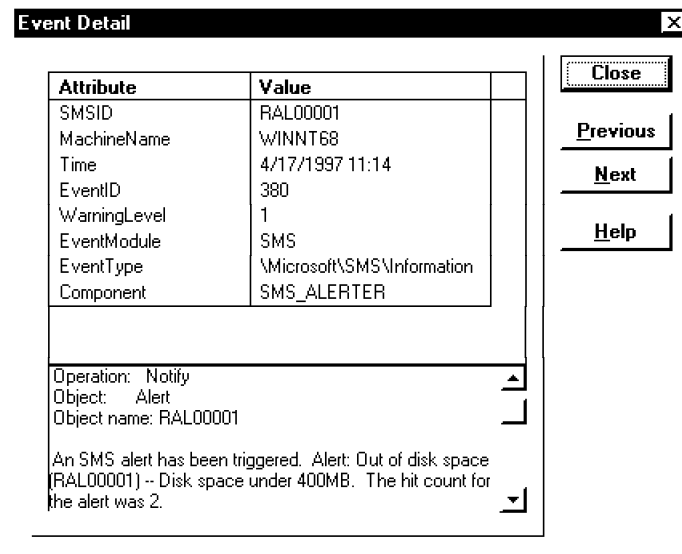 Event Detail
Attribute Value
SMSID RAL00001
MachineName WINNT68
Time 4/17/1997 11:14
EventID 380
WarningLevel 1
EventModule SMS
EventType \Microsoft\SMS\Information
Component SMS_ALERTER
Operation: Notify
Object: Alert
Object name: RAL00001
An SMS alert has been triggered. Alert: Out of disk space
(RAL00001) -- Disk space under 400MB. The hit count for
the alert was 2.
Close
Previous
Next
Help